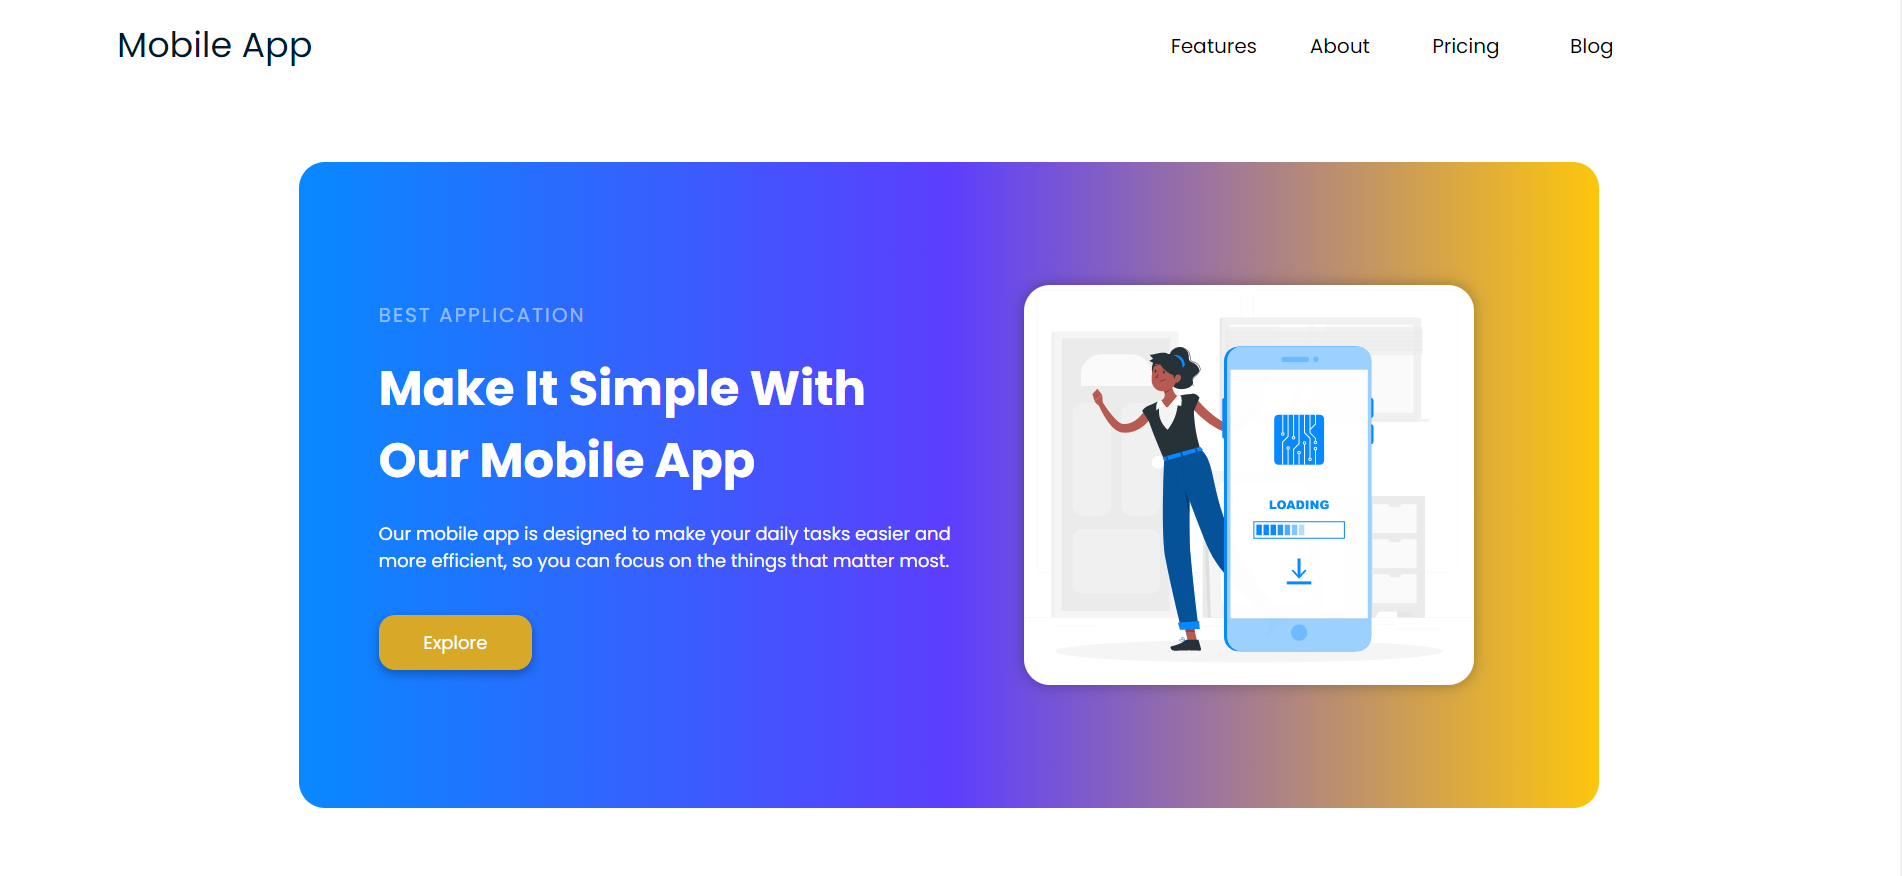 Mobile App
Features About Pricing Blog
BEST APPLICATION
Make It Simple With
Our Mobile App
Our mobile app is designed to make your daily tasks easier and
more efficient, so you can focus on the things that matter most.
Explore
LOADING